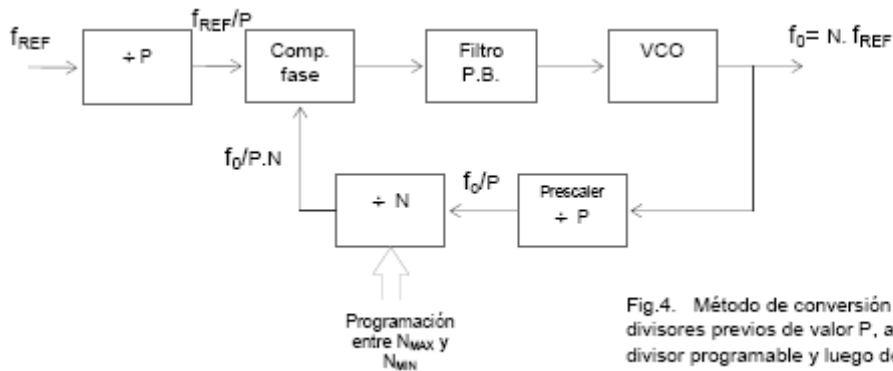 f_REF
÷ P
f_REF/P
Comp.
fase
Filtro
P.B.
VCO
f_0= N. f_REF
f_0/P.N
÷ N
f_0/P
Prescaler
÷ P
Programación
entre N_MAX y
N_MIN
Fig.4. Método de conversión
divisores previos de valor P, a
divisor programable y luego